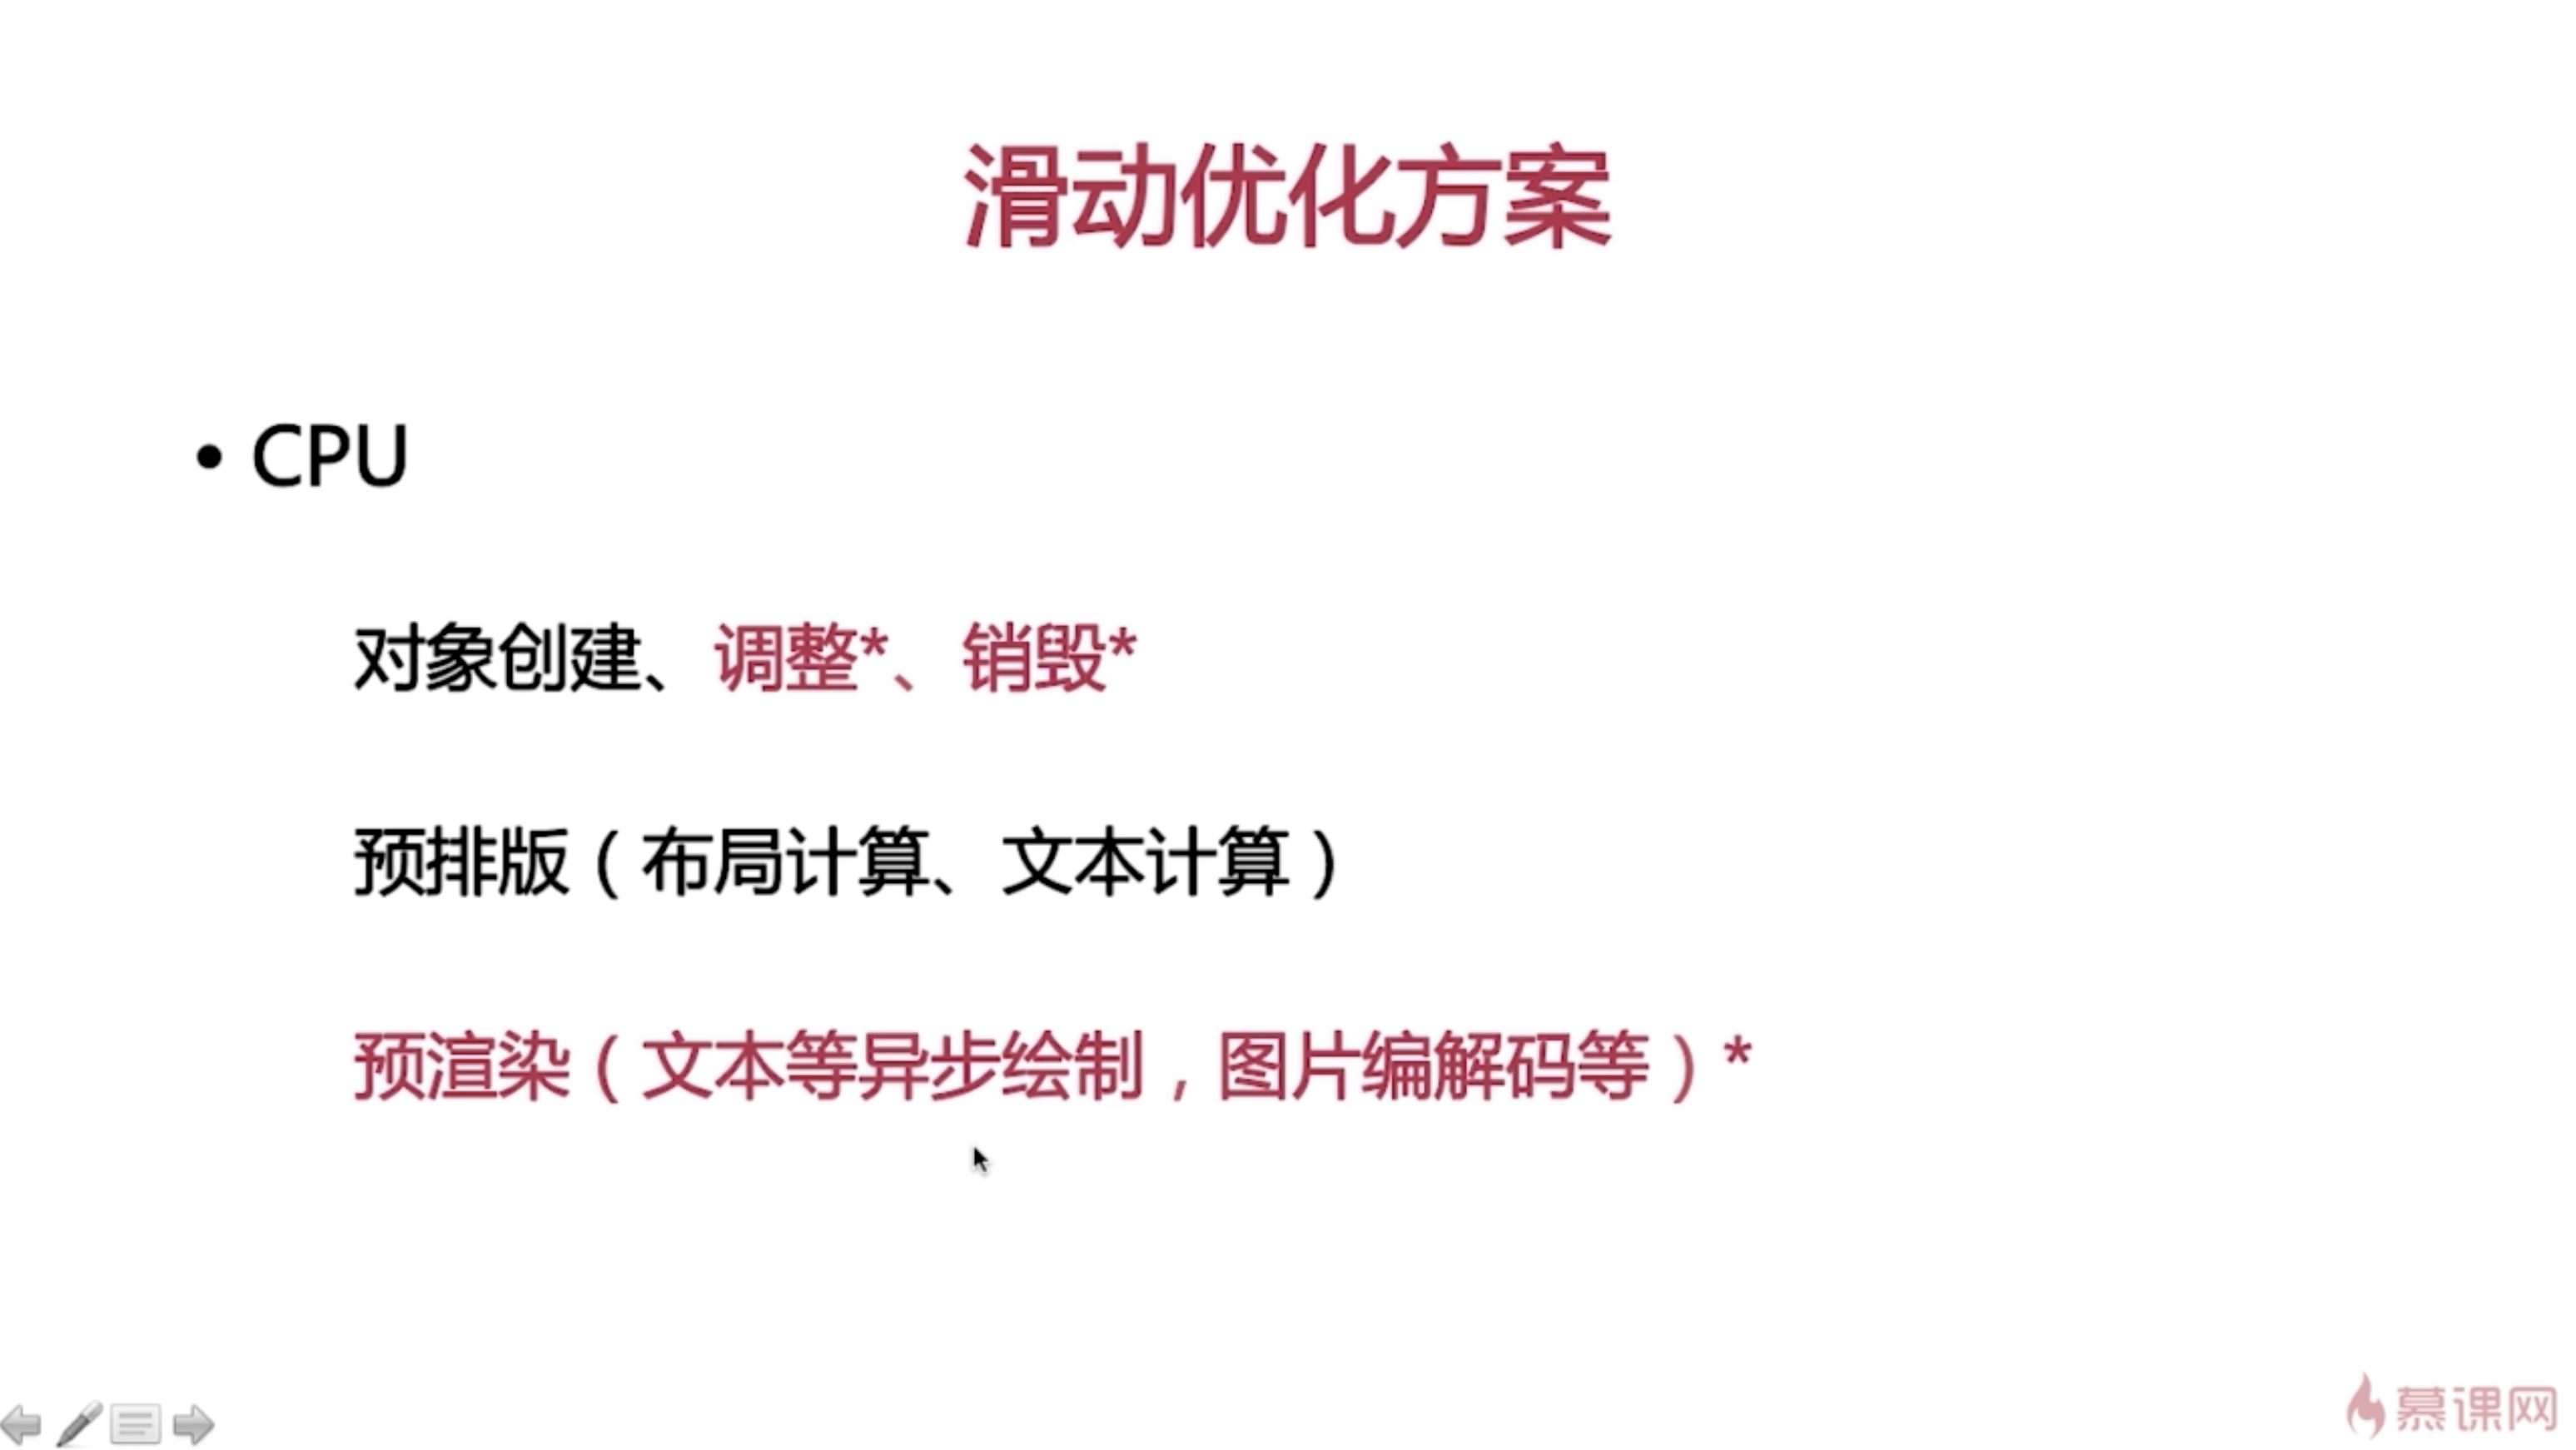 滑动优化方案
• CPU
对象创建、调整*、销毁*
预排版（布局计算、文本计算）
预渲染（文本等异步绘制，图片编解码等）*
慕课网